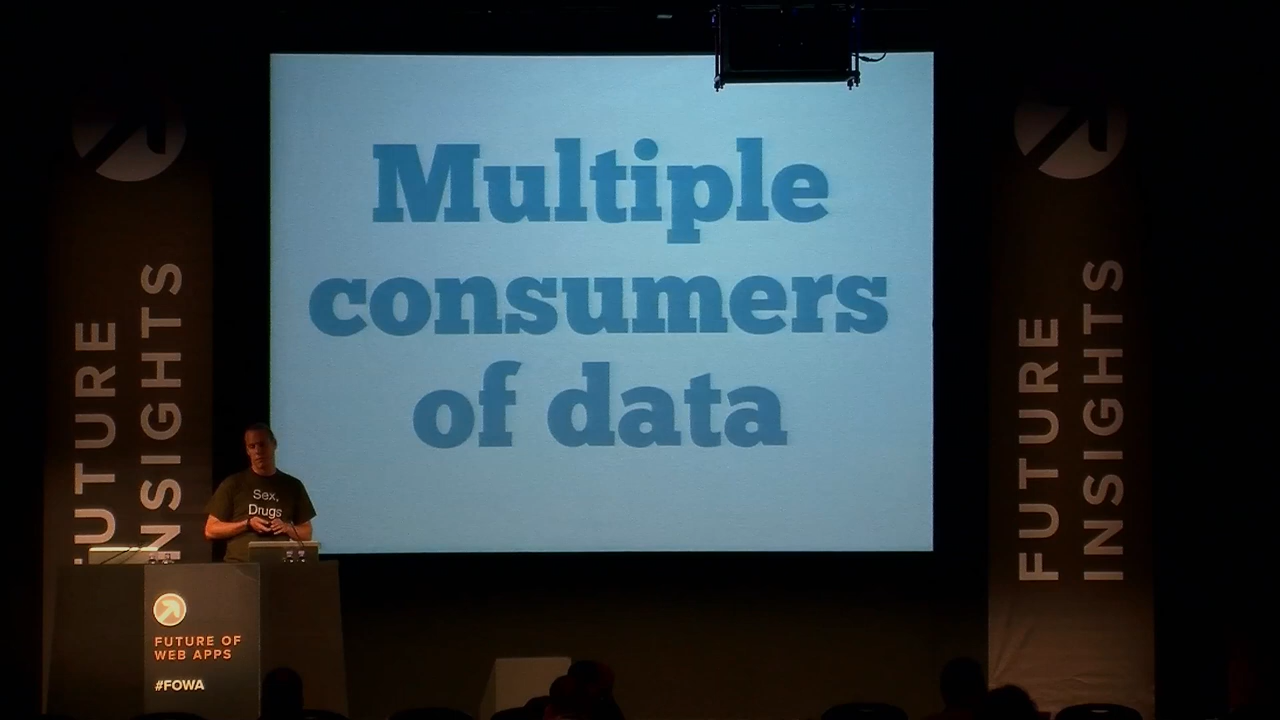 Multiple
consumers
of data
FUTURE
INSIGHTS
FUTURE
INSIGHTS
Sex,
Drugs
FUTURE OF
WEB APPS
#FOWA